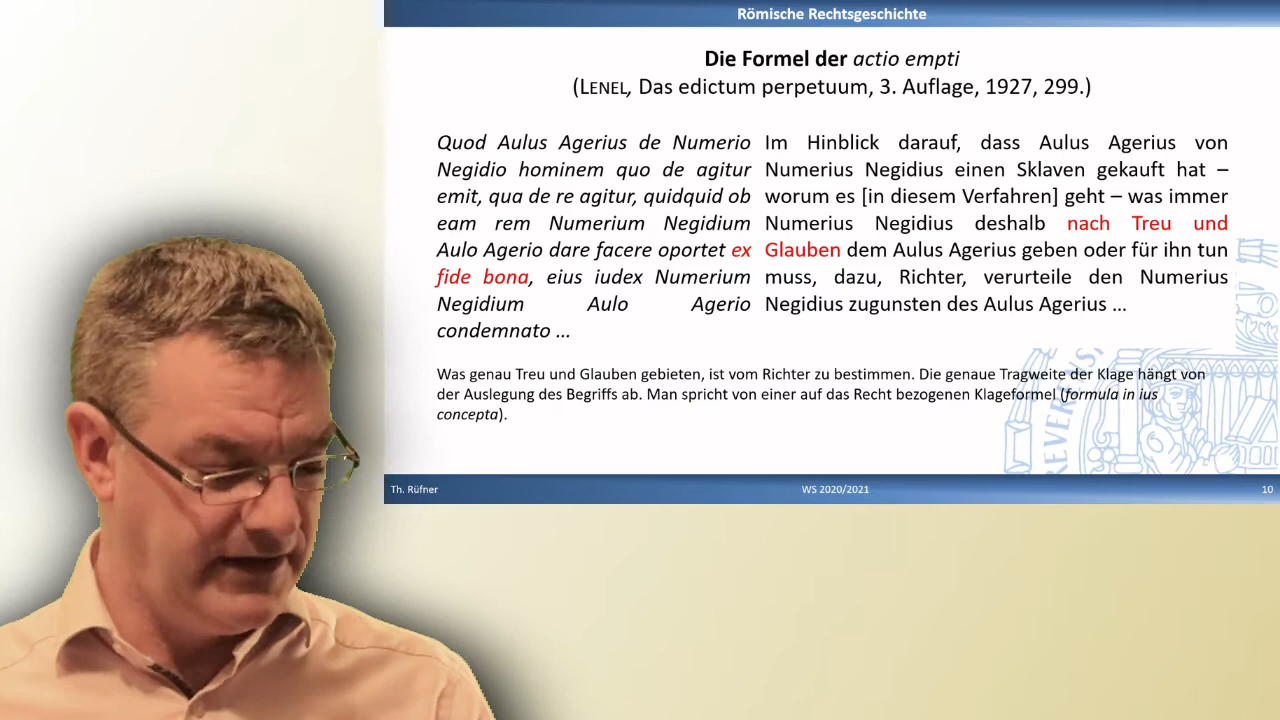 Römische Rechtsgeschichte
Die Formel der actio empti
(LENEL, Das edictum perpetuum, 3. Auflage, 1927, 299.)
Quod Aulus Agerius de Numerio
Negidio hominem quo de agitur
emit, qua de re agitur, quidquid ob
eam rem Numerium Negidium
Aulo Agerio dare facere oportet ex
fide bona, eius iudex Numerium
Negidium Aulo Agerio
condemnato ...
Im Hinblick darauf, dass Aulus Agerius von
Numerius Negidius einen Sklaven gekauft hat –
worum es [in diesem Verfahren] geht – was immer
Numerius Negidius deshalb nach Treu und
Glauben dem Aulus Agerius geben oder für ihn tun
muss, dazu, Richter, verurteile den Numerius
Negidius zugunsten des Aulus Agerius ...
Was genau Treu und Glauben gebieten, ist vom Richter zu bestimmen. Die genaue Tragweite der Klage hängt von
der Auslegung des Begriffs ab. Man spricht von einer auf das Recht bezogenen Klageformel (formula in ius
concepta).
Th. Rüfner
WS 2020/2021
10